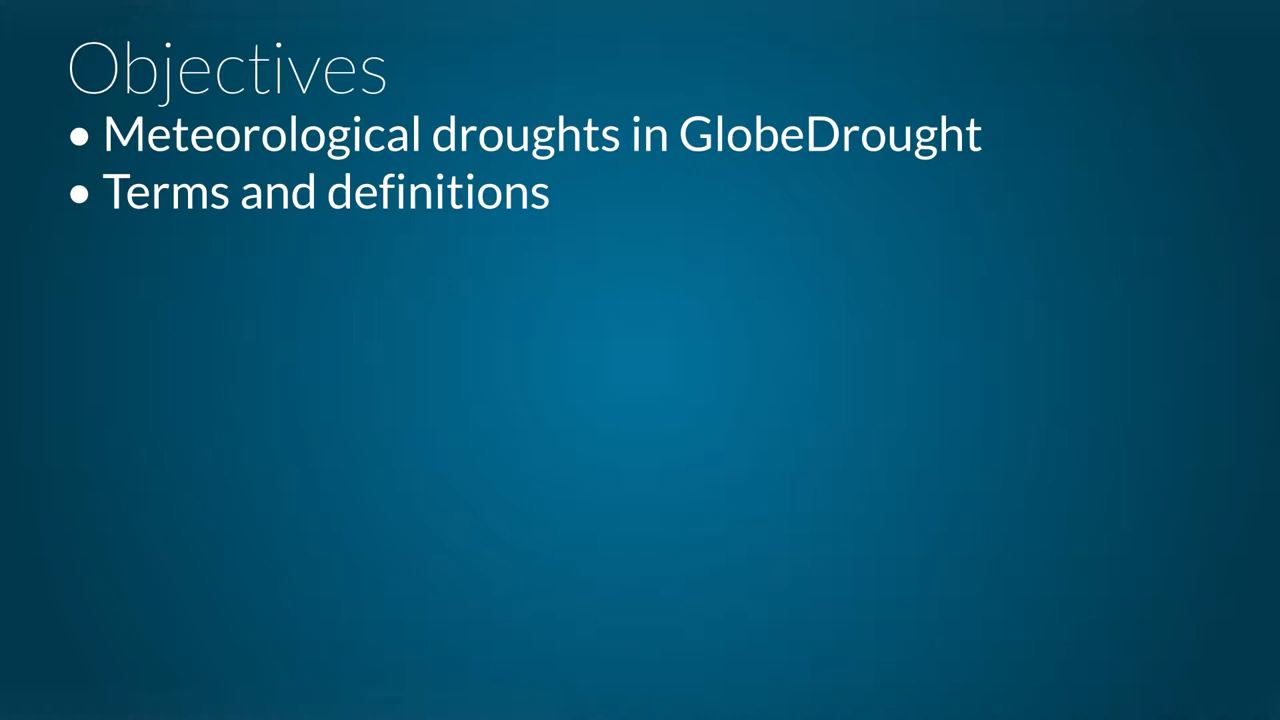 Objectives
• Meteorological droughts in GlobeDrought
• Terms and definitions